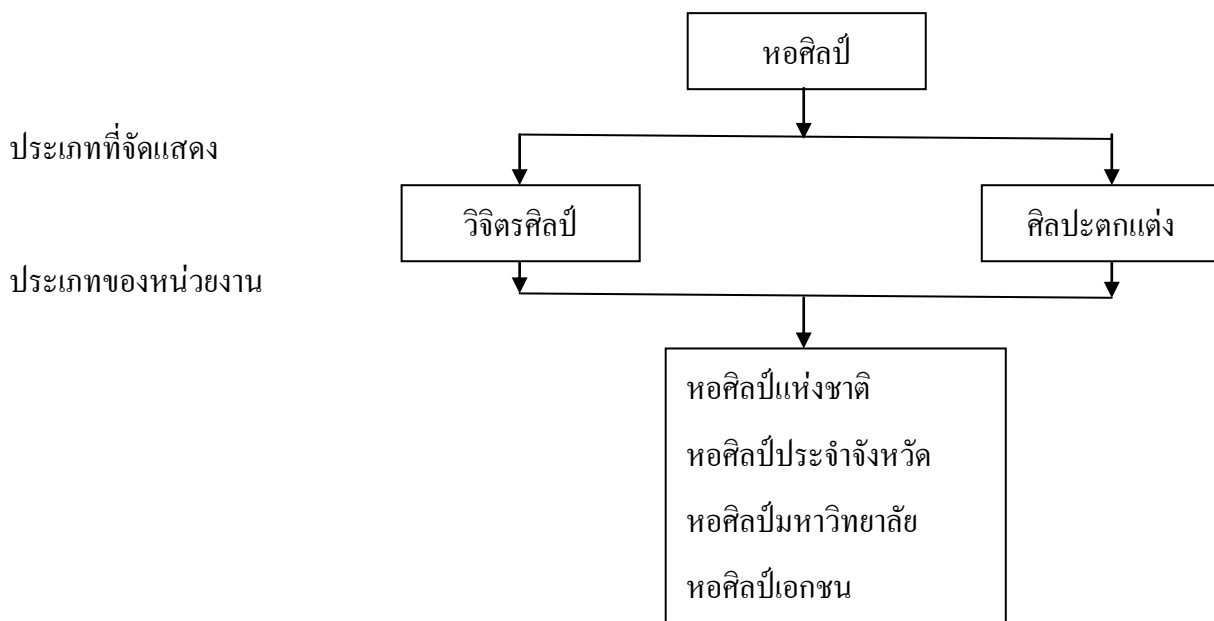 หอศิลป์
ประเภทที่จัดแสดง
วิจิตรศิลป์
ศิลปะตกแต่ง
ประเภทของหน่วยงาน
หอศิลป์แห่งชาติ
หอศิลป์ประจำจังหวัด
หอศิลป์มหาวิทยาลัย
หอศิลป์เอกชน